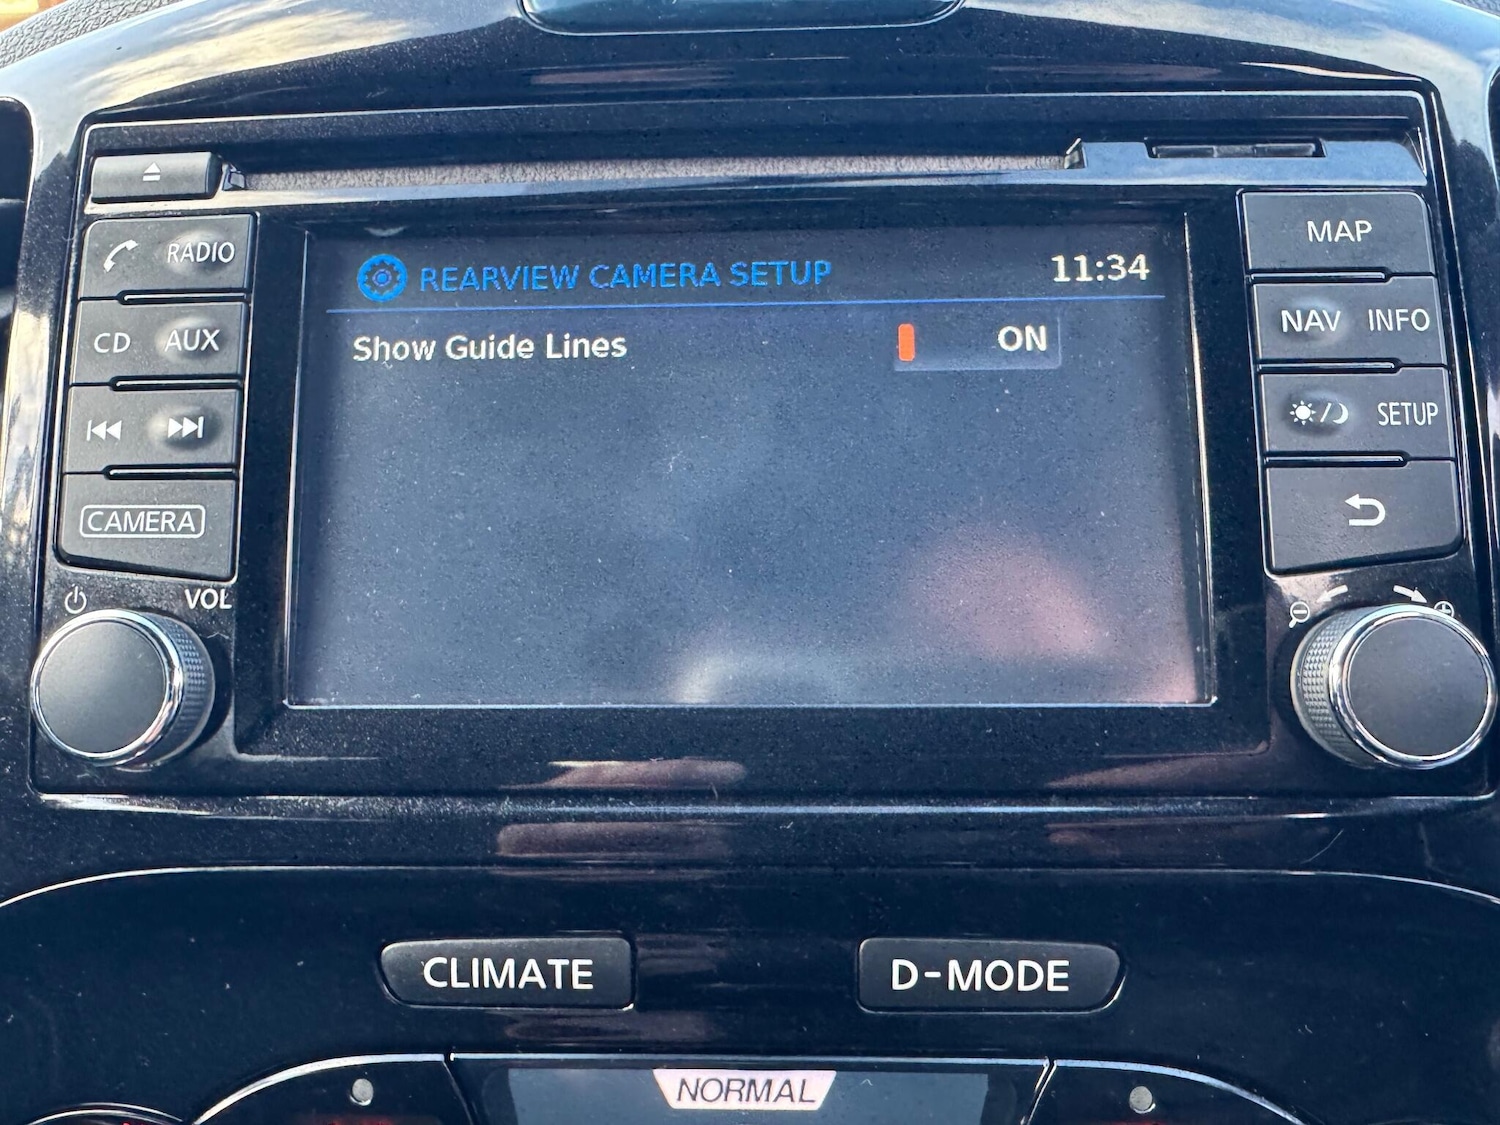 RADIO
CD AUX
CAMERA
VOL
REARVIEW CAMERA SETUP 11:34
Show Guide Lines ON
MAP
NAV INFO
SETUP
CLIMATE D-MODE
NORMAL